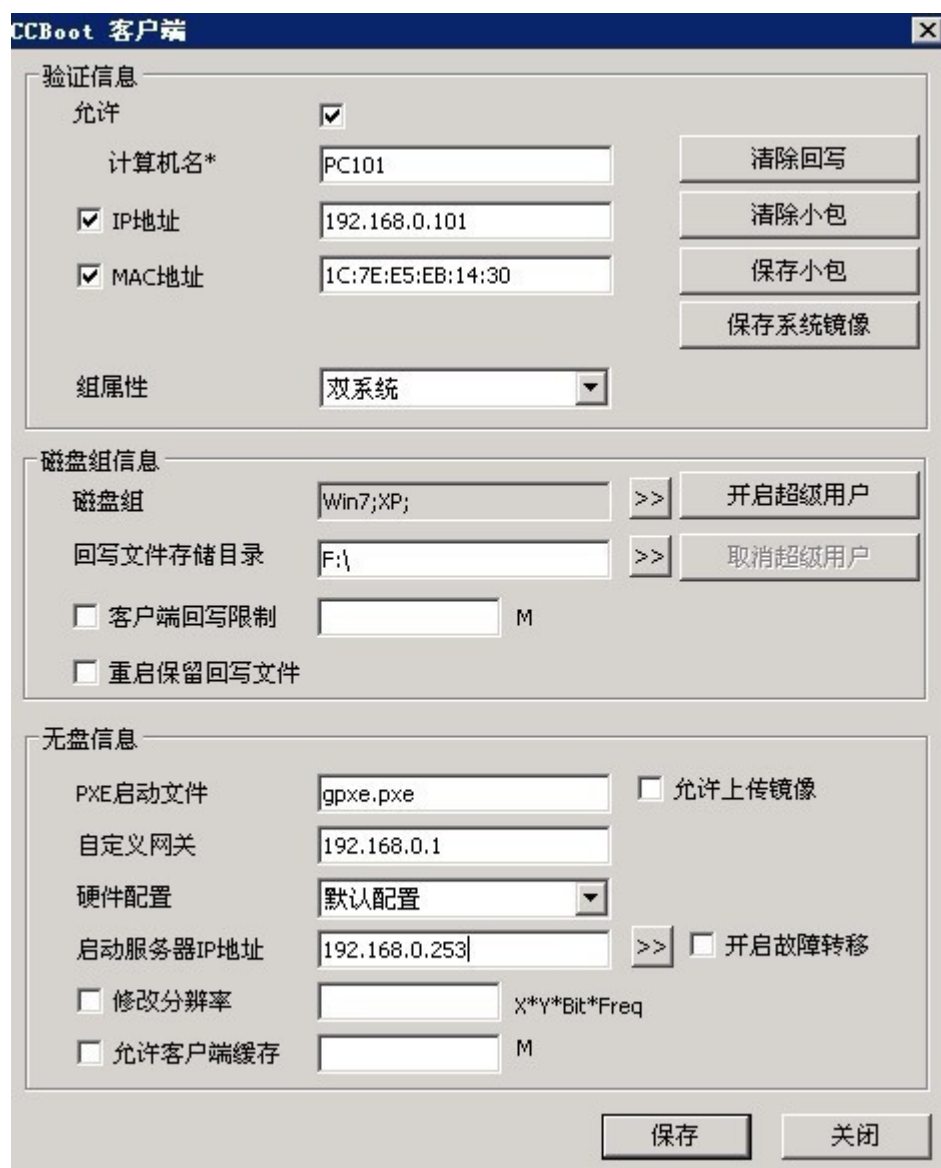 CCBoot 客户端
验证信息
允许
计算机名* PC101 清除回写
IP地址 192.168.0.101 清除小包
MAC地址 1C:7E:E5:EB:14:30 保存小包
保存系统镜像
组属性 双系统
磁盘组信息
磁盘组 Win7;XP; >> 开启超级用户
回写文件存储目录 F:\ >> 取消超级用户
客户端回写限制 M
重启保留回写文件
无盘信息
PXE启动文件 gpxe.pxe 允许上传镜像
自定义网关 192.168.0.1
硬件配置 默认配置
启动服务器IP地址 192.168.0.253 >> 开启故障转移
修改分辨率 X*Y*Bit*Freq
允许客户端缓存 M
保存 关闭